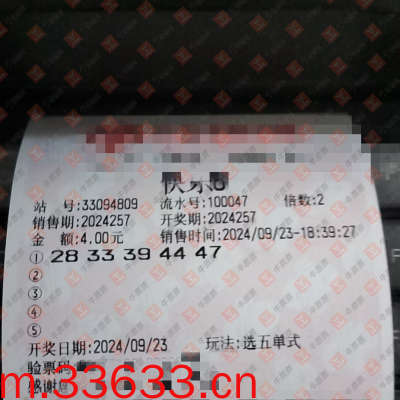 快乐8
站 号:33094809 流水号:100047 倍数:2
销售期:2024257 开奖期:2024257
金 额:4.00元 销售时间:2024/09/23-18:39:27
① 28 33 39 44 47
②
③
④
⑤
开奖日期:2024/09/23 玩法:选五单式
验票码
感谢
m.33633.cn